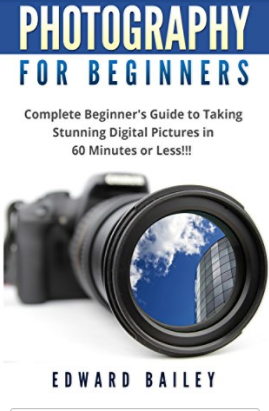 PHOTOGRAPHY
FOR BEGINNERS
Complete Beginner's Guide to Taking
Stunning Digital Pictures in
60 Minutes or Less!!!
EDWARD BAILEY